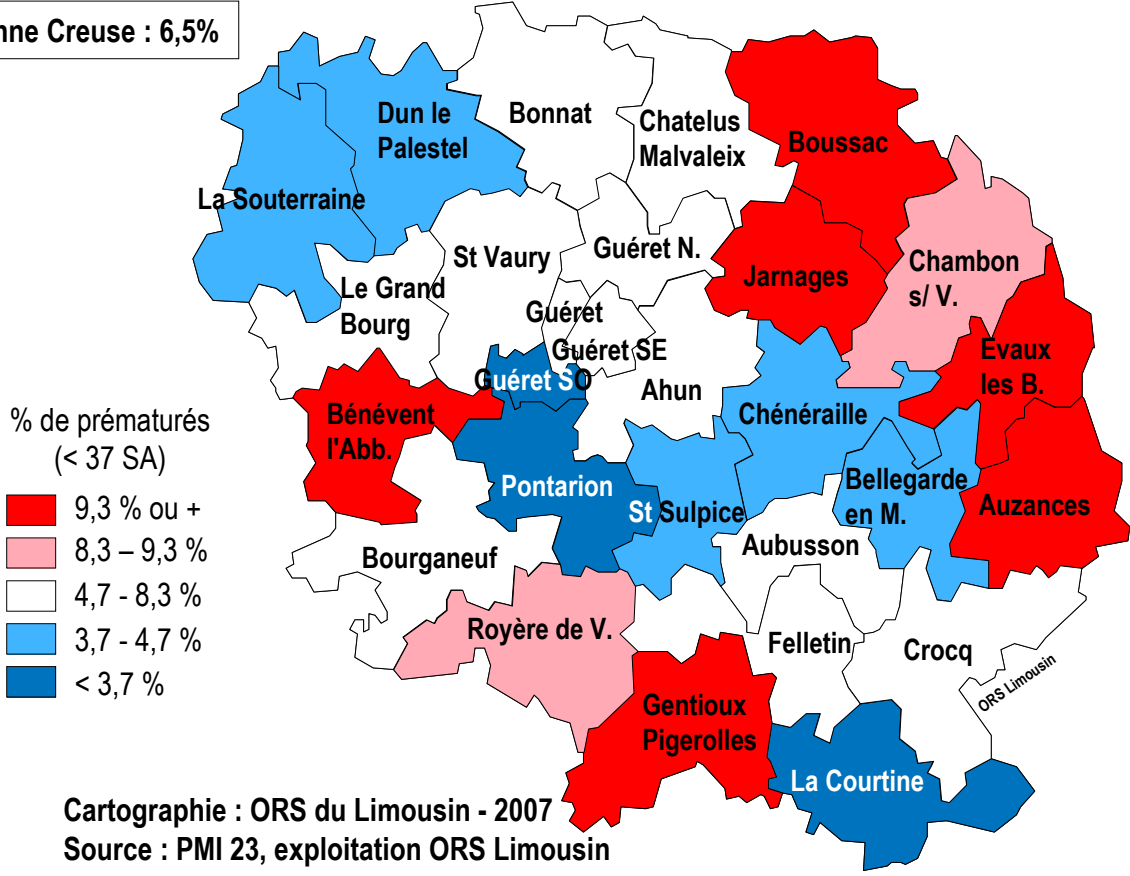 nne Creuse : 6,5%
Dun le
Palestel
Bonnat
Chatelus
Malvaleix
Boussac
La Souterraine
St Vaury
Guéret N.
Jarnages
Chambon
s/ V.
Le Grand
Bourg
Guéret
Guéret SE
Guéret SO
Ahun
Evaux
les B.
Bénévent
l'Abb.
Chénéraille
Pontarion
St Sulpice
Bellegarde
en M.
Auzances
Bourganeuf
Aubusson
Royère de V.
Felletin
Crocq
Gentioux
Pigerolles
La Courtine
ORS Limousin
% de prématurés
(< 37 SA)
9,3 % ou +
8,3 – 9,3 %
4,7 - 8,3 %
3,7 - 4,7 %
< 3,7 %
Cartographie : ORS du Limousin - 2007
Source : PMI 23, exploitation ORS Limousin